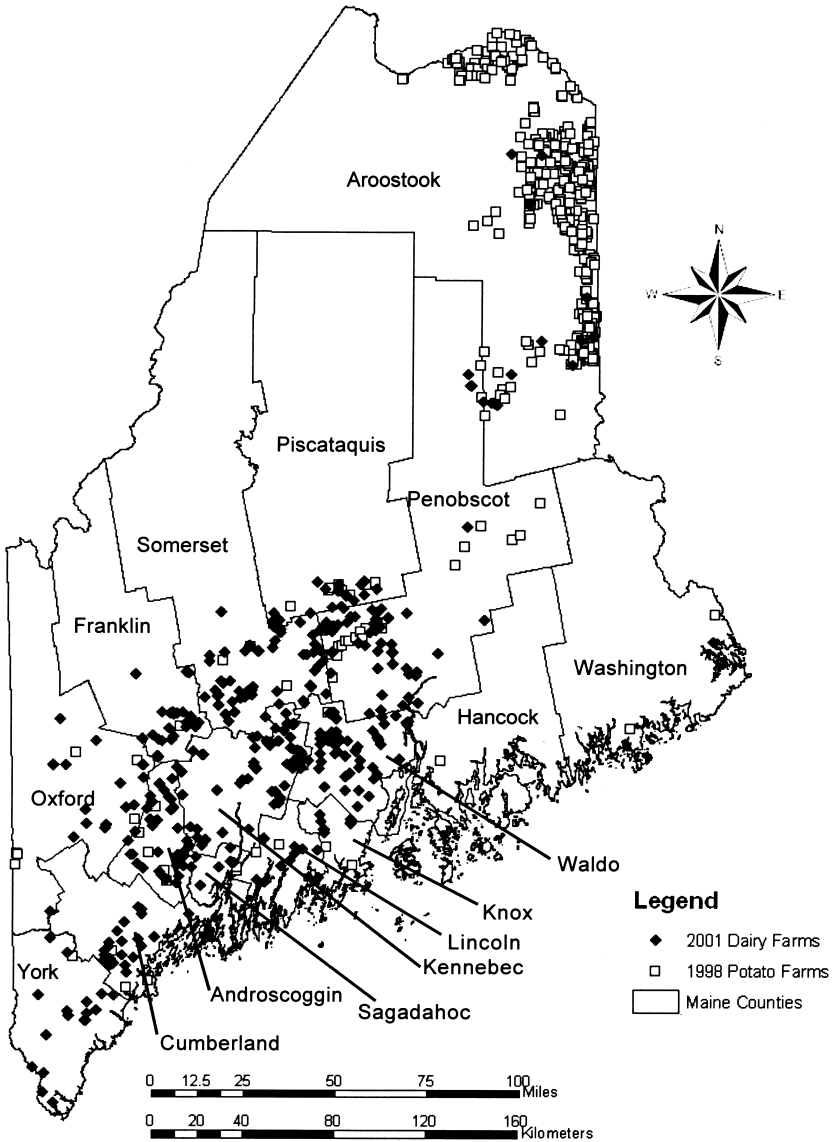 Aroostook
N
W
E
S
Piscataquis
Penobscot
Somerset
Franklin
Washington
Hancock
Oxford
Waldo
Legend
Knox
2001 Dairy Farms
Lincoln
Kennebec
1998 Potato Farms
York
Androscoggin
Maine Counties
Sagadahoc
Cumberland
0 12.5 25 50 75 100
Miles
0 20 40 80 120 160
Kilometers